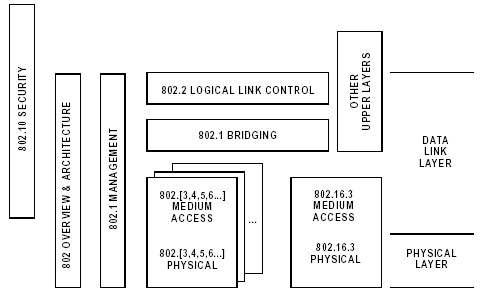 802.10 SECURITY
802 OVERVIEW & ARCHITECTURE
802.1 MANAGEMENT
802.2 LOGICAL LINK CONTROL
802.1 BRIDGING
OTHER
UPPER LAYERS
DATA
LINK
LAYER
802.[3,4,5,6...]
MEDIUM
ACCESS
802.[3,4,5,6...]
PHYSICAL
...
802.16.3
MEDIUM
ACCESS
802.16.3
PHYSICAL
PHYSICAL
LAYER